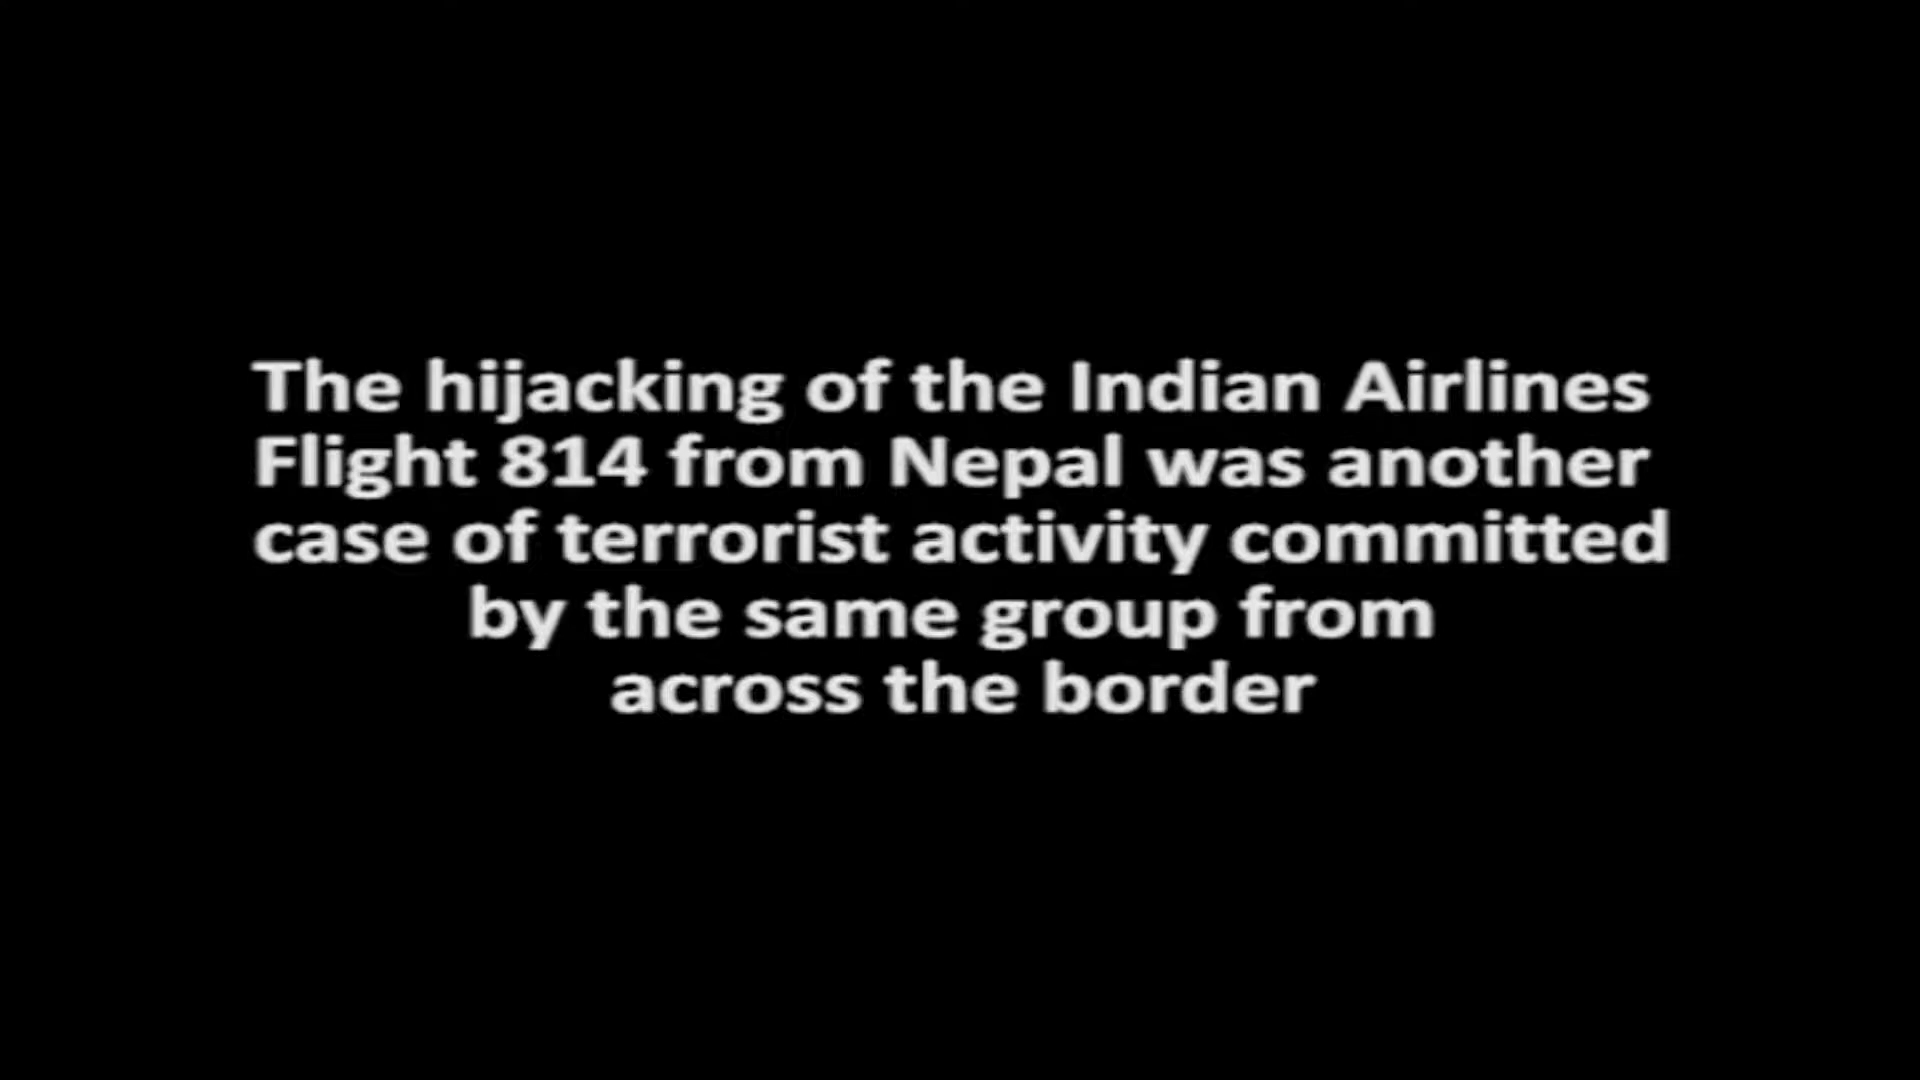 The hijacking of the Indian Airlines
Flight 814 from Nepal was another
case of terrorist activity committed
by the same group from
across the border